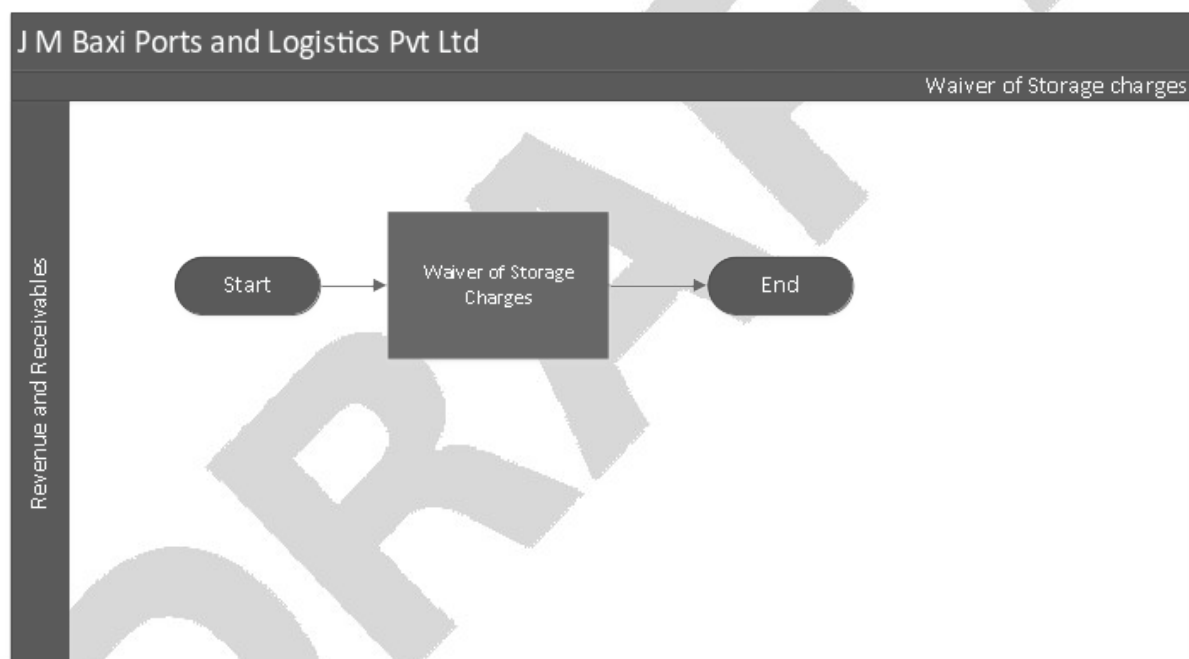 J M Baxi Ports and Logistics Pvt Ltd
Waiver of Storage charges
Revenue and Receivables
Start
Waiver of Storage
Charges
End